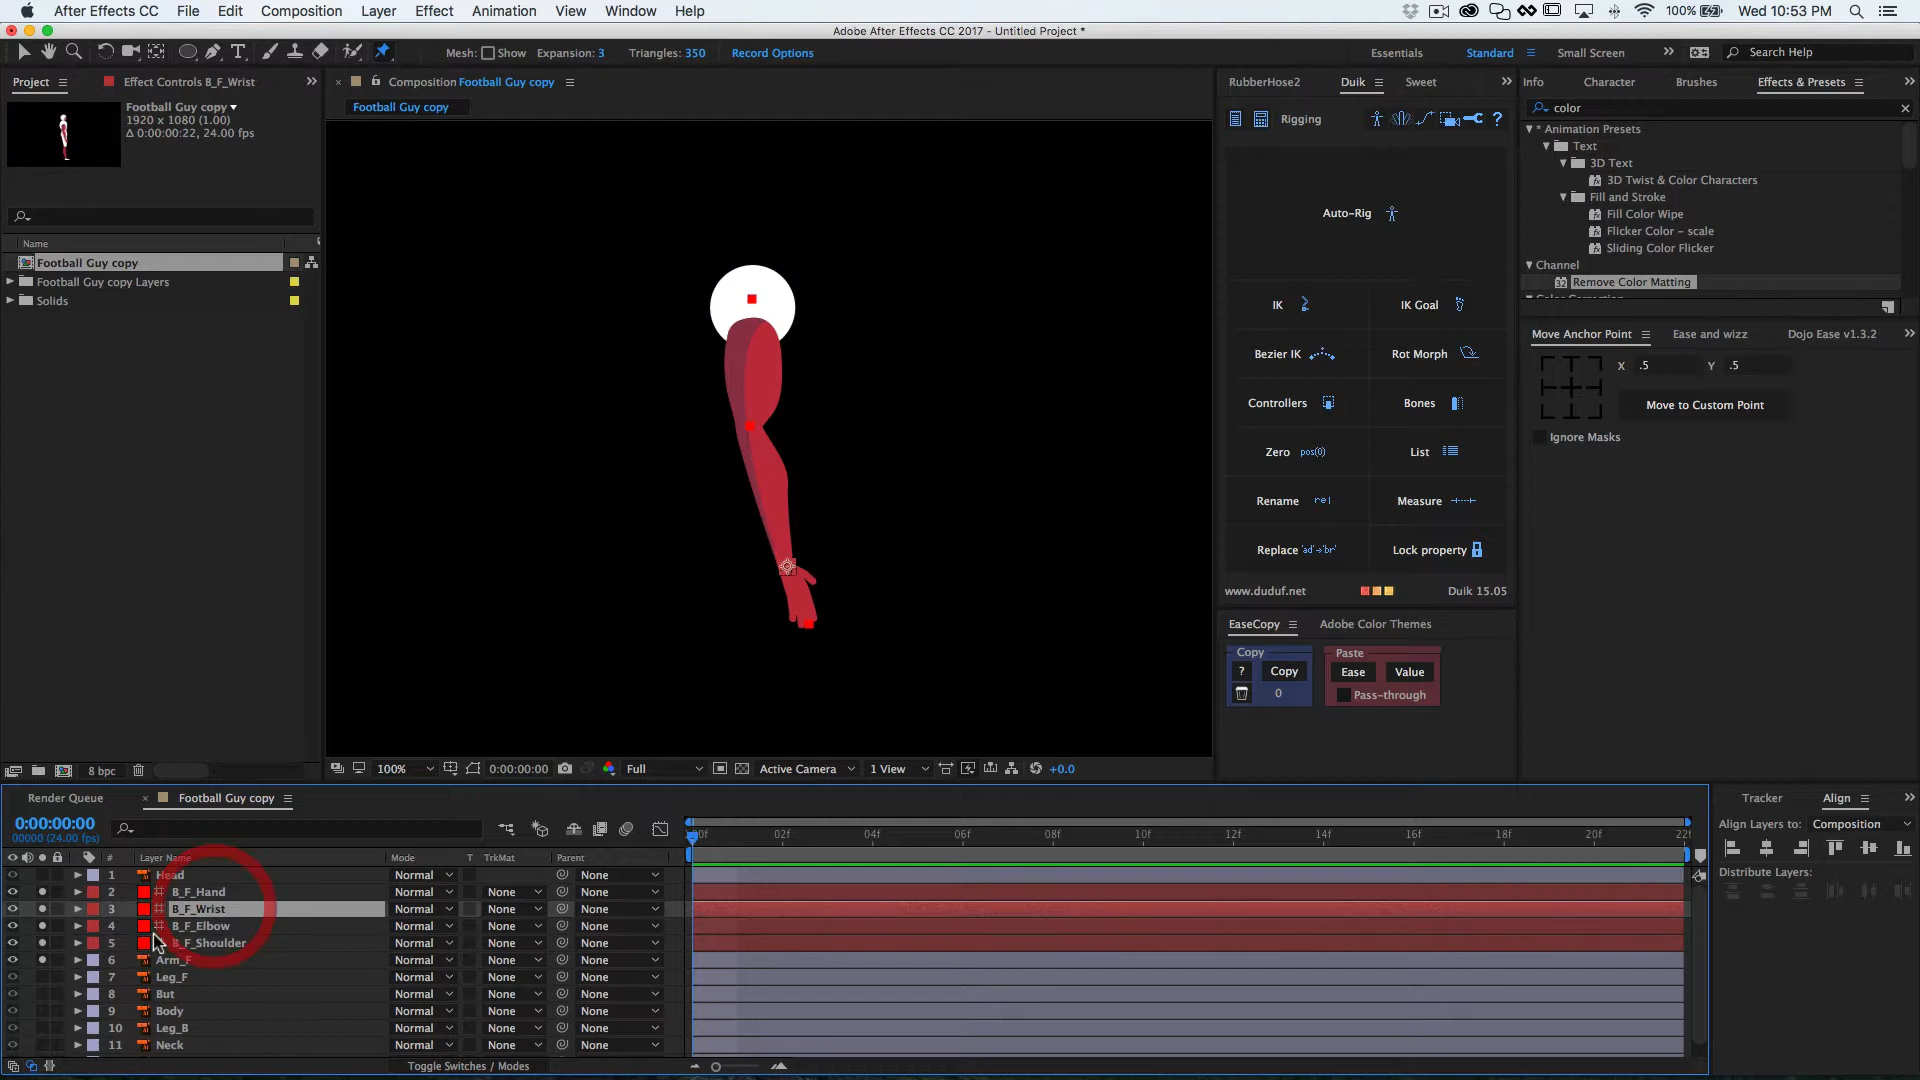 After Effects CC File Edit Composition Layer Effect Animation View Window Help 100% Wed 10:53 PM
Adobe After Effects CC 2017 - Untitled Project *
Mesh: Show Expansion: 3 Triangles: 350 Record Options Essentials Standard Small Screen Search Help
Project Effect Controls B_F_Wrist
Composition Football Guy copy
RubberHose2 Duik Sweet
Info Character Brushes Effects & Presets
Football Guy copy
1920 x 1080 (1.00)
Δ 0:00:00:22, 24.00 fps
Football Guy copy
Rigging ?
color
* Animation Presets
Text
3D Text
3D Twist & Color Characters
Fill and Stroke
Fill Color Wipe
Flicker Color - scale
Sliding Color Flicker
Channel
Remove Color Matting
Auto-Rig
Name
Football Guy copy
Football Guy copy Layers
Solids
IK IK Goal
Bezier IK Rot Morph
Controllers Bones
Zero pos(0) List
Rename Measure
Replace 'ad'→'br' Lock property
www.duduf.net Duik 15.05
Move Anchor Point Ease and wizz Dojo Ease v1.3.2
X .5 Y .5
Move to Custom Point
Ignore Masks
EaseCopy Adobe Color Themes
Copy Paste
? Copy Ease Value
0 Pass-through
8 bpc
100% 0:00:00:00 Full Active Camera 1 View +0.0
Render Queue Football Guy copy
Tracker Align
0:00:00:00
00000 (24.00 fps)
02f 04f 06f 08f 10f 12f 14f 16f 18f 20f
Align Layers to: Composition
Distribute Layers:
# Layer Name Mode T TrkMat Parent
1 Head Normal None
2 B_F_Hand Normal None None
3 B_F_Wrist Normal None None
4 B_F_Elbow Normal None None
5 B_F_Shoulder Normal None None
6 Arm_F Normal None None
7 Leg_F Normal None None
8 But Normal None None
9 Body Normal None None
10 Leg_B Normal None None
11 Neck Normal None None
Toggle Switches / Modes